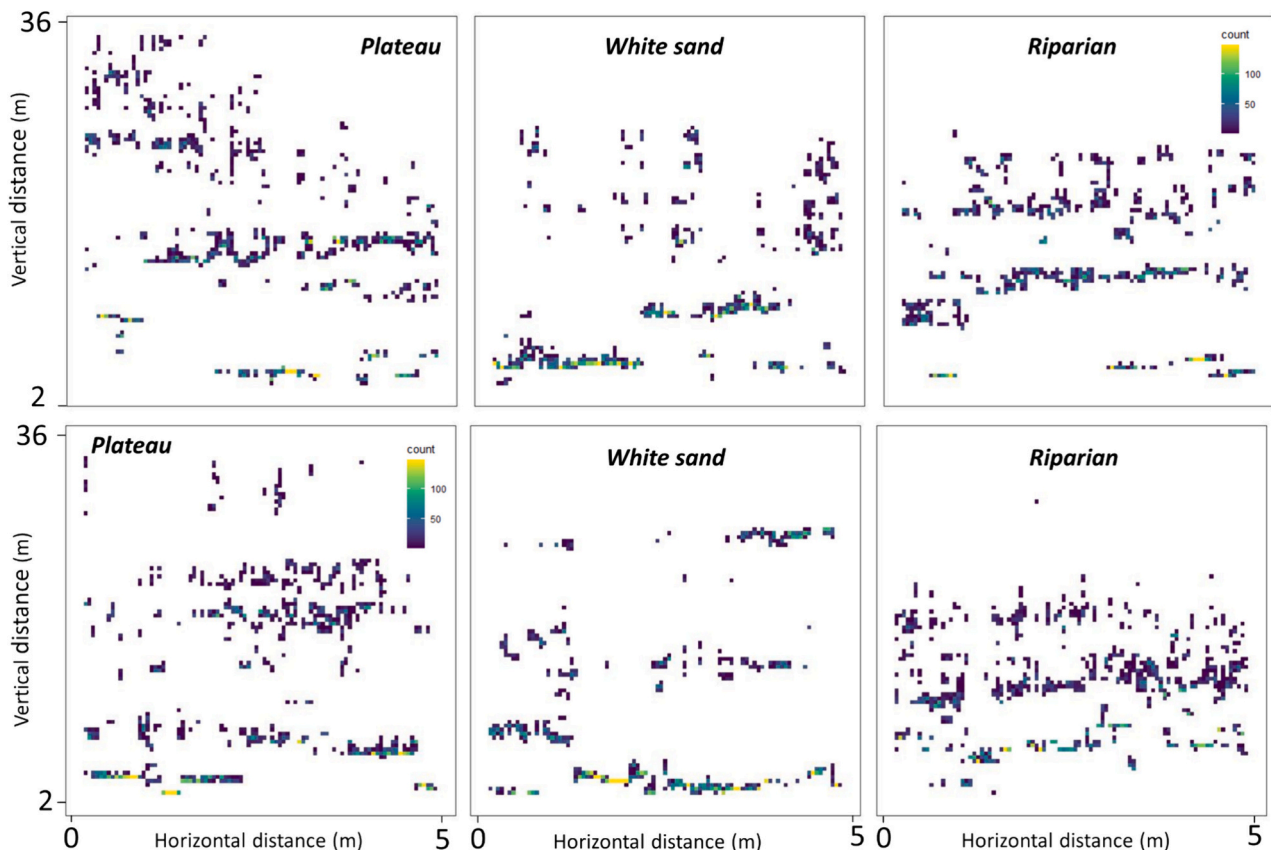 36
Plateau
White sand
Riparian
count
100
50
Vertical distance (m)
2
36
Plateau
White sand
Riparian
count
100
50
Vertical distance (m)
2
0
Horizontal distance (m)
5
0
Horizontal distance (m)
5
0
Horizontal distance (m)
5